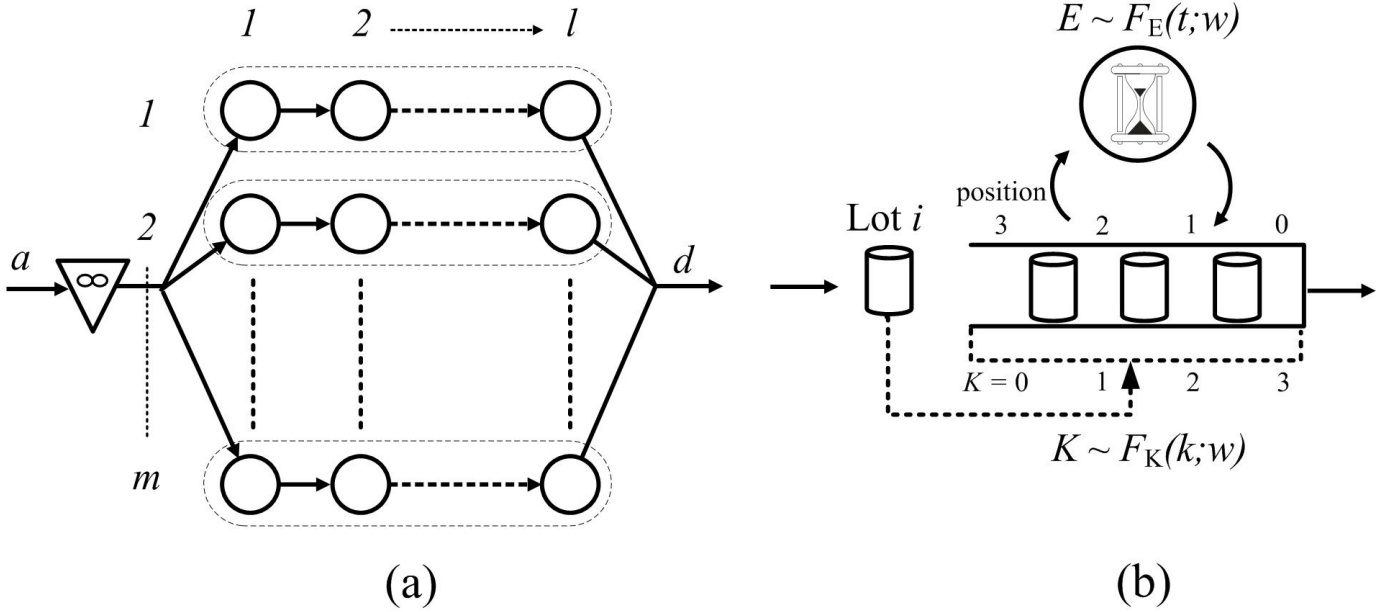 1 2 l
1
2
m
a
∞
d
(a)
E ~ F_E(t;w)
position
3 2 1 0
Lot i
K = 0 1 2 3
K ~ F_K(k;w)
(b)